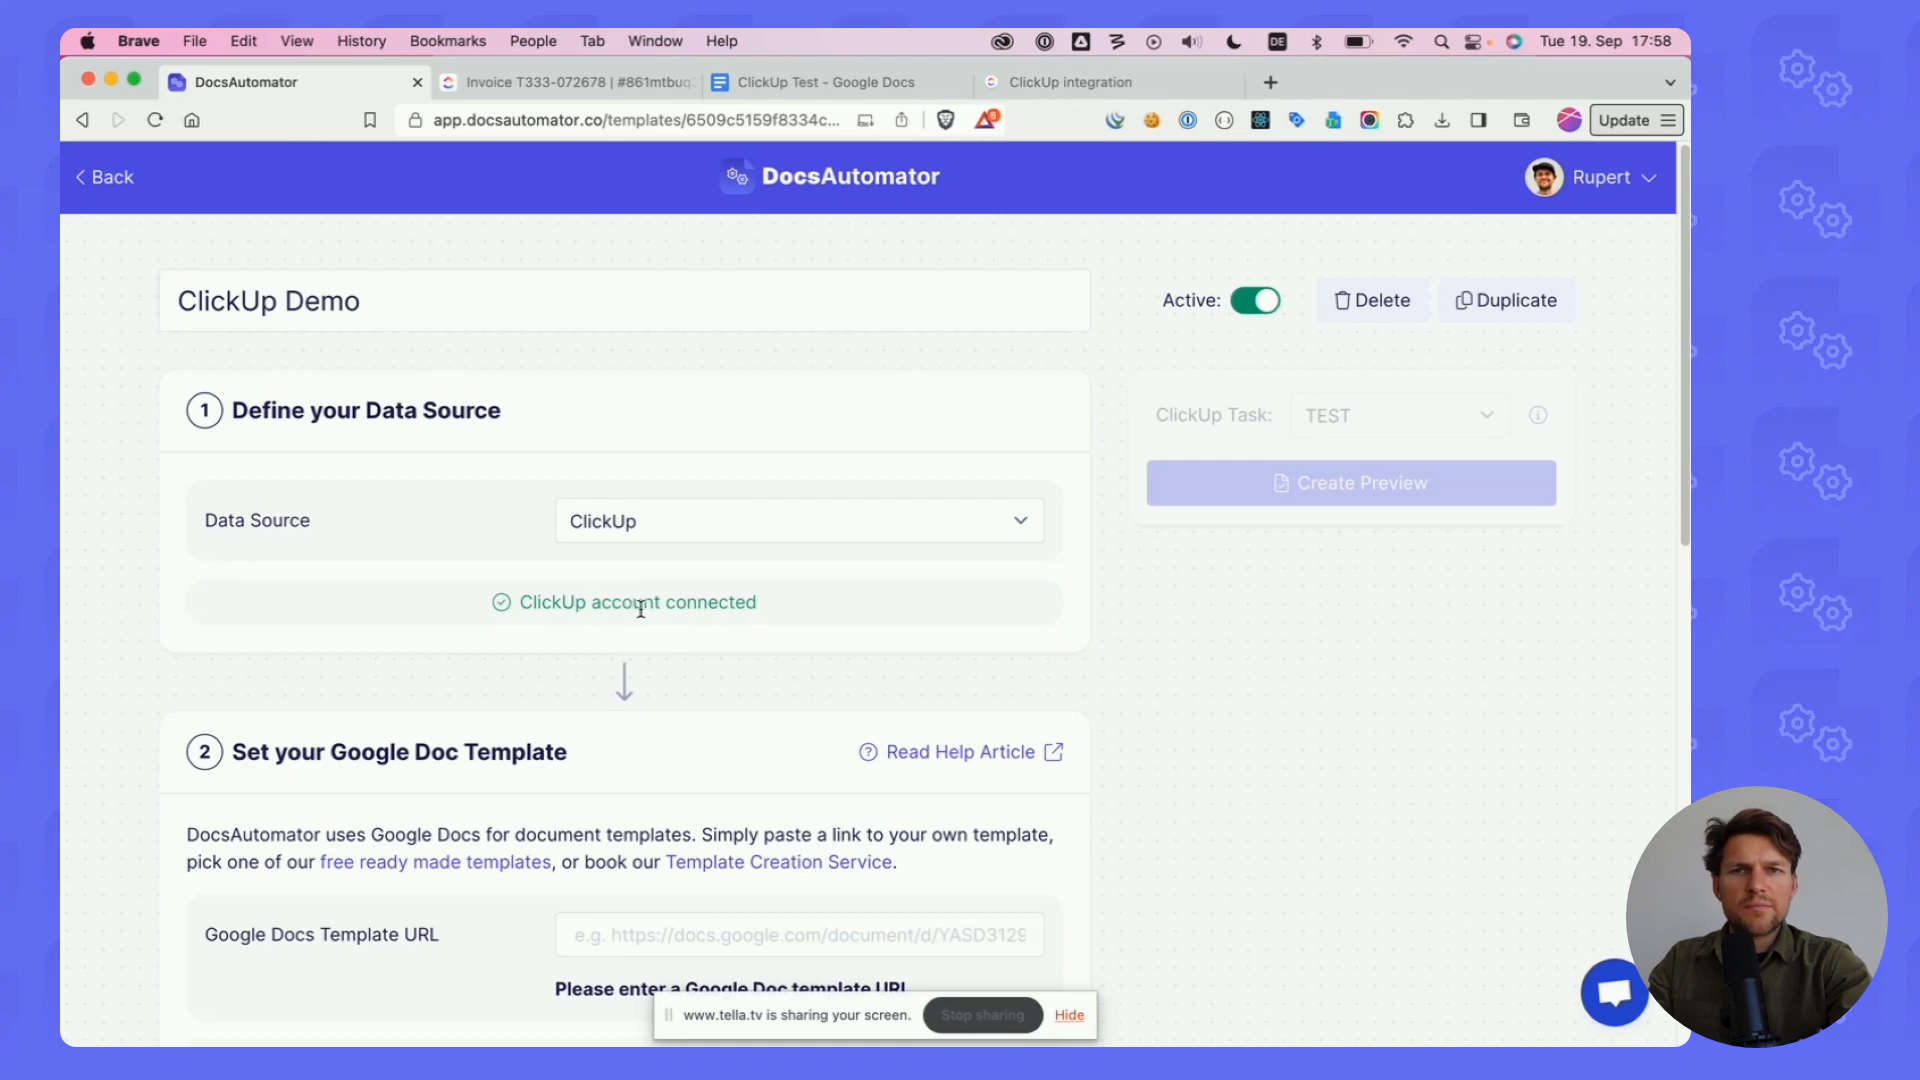 Brave File Edit View History Bookmarks People Tab Window Help DE Tue 19. Sep 17:58
DocsAutomator Invoice T333-072678 | #861mtbuq ClickUp Test - Google Docs ClickUp integration
app.docsautomator.co/templates/6509c5159f8334c... Update
Back DocsAutomator Rupert
ClickUp Demo Active: Delete Duplicate
1 Define your Data Source
ClickUp Task: TEST
Create Preview
Data Source ClickUp
ClickUp account connected
2 Set your Google Doc Template Read Help Article
DocsAutomator uses Google Docs for document templates. Simply paste a link to your own template,
pick one of our free ready made templates, or book our Template Creation Service.
Google Docs Template URL e.g. https://docs.google.com/document/d/YASD3129
Please enter a Google Doc template URL
www.tella.tv is sharing your screen. Stop sharing Hide